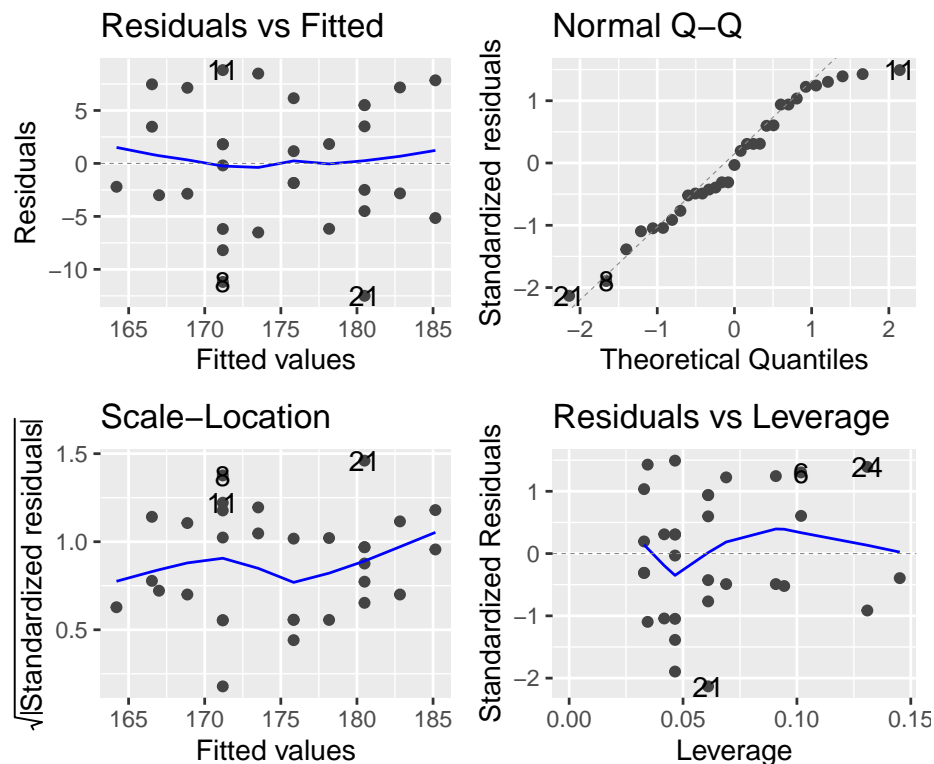 Residuals vs Fitted
Residuals
5
0
−5
−10
11
8
21
165 170 175 180 185
Fitted values
Normal Q−Q
Standardized residuals
1
0
−1
−2
11
8
21
−2 −1 0 1 2
Theoretical Quantiles
Scale−Location
√|Standardized residuals|
1.5
1.0
0.5
21
8
11
165 170 175 180 185
Fitted values
Residuals vs Leverage
Standardized Residuals
1
0
−1
−2
6
24
21
0.00 0.05 0.10 0.15
Leverage